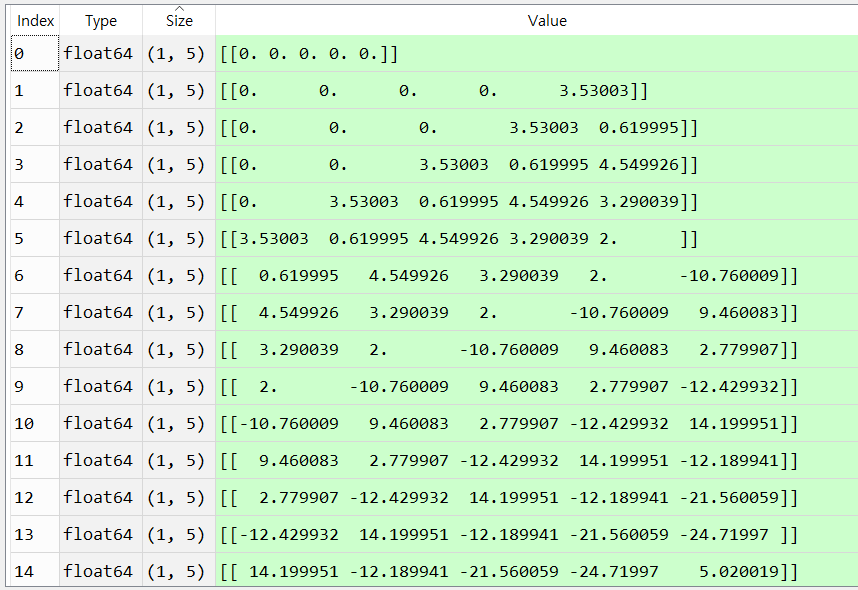 Index Type Size Value
0 float64 (1, 5) [[0. 0. 0. 0. 0.]]
1 float64 (1, 5) [[0. 0. 0. 0. 3.53003]]
2 float64 (1, 5) [[0. 0. 0. 3.53003 0.619995]]
3 float64 (1, 5) [[0. 0. 3.53003 0.619995 4.549926]]
4 float64 (1, 5) [[0. 3.53003 0.619995 4.549926 3.290039]]
5 float64 (1, 5) [[3.53003 0.619995 4.549926 3.290039 2. ]]
6 float64 (1, 5) [[ 0.619995 4.549926 3.290039 2. -10.760009]]
7 float64 (1, 5) [[ 4.549926 3.290039 2. -10.760009 9.460083]]
8 float64 (1, 5) [[ 3.290039 2. -10.760009 9.460083 2.779907]]
9 float64 (1, 5) [[ 2. -10.760009 9.460083 2.779907 -12.429932]]
10 float64 (1, 5) [[-10.760009 9.460083 2.779907 -12.429932 14.199951]]
11 float64 (1, 5) [[ 9.460083 2.779907 -12.429932 14.199951 -12.189941]]
12 float64 (1, 5) [[ 2.779907 -12.429932 14.199951 -12.189941 -21.560059]]
13 float64 (1, 5) [[-12.429932 14.199951 -12.189941 -21.560059 -24.71997 ]]
14 float64 (1, 5) [[ 14.199951 -12.189941 -21.560059 -24.71997 5.020019]]